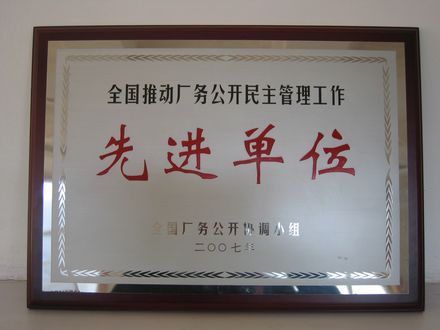 全国推动厂务公开民主管理工作
先进单位
全国厂务公开协调小组
二〇〇七年